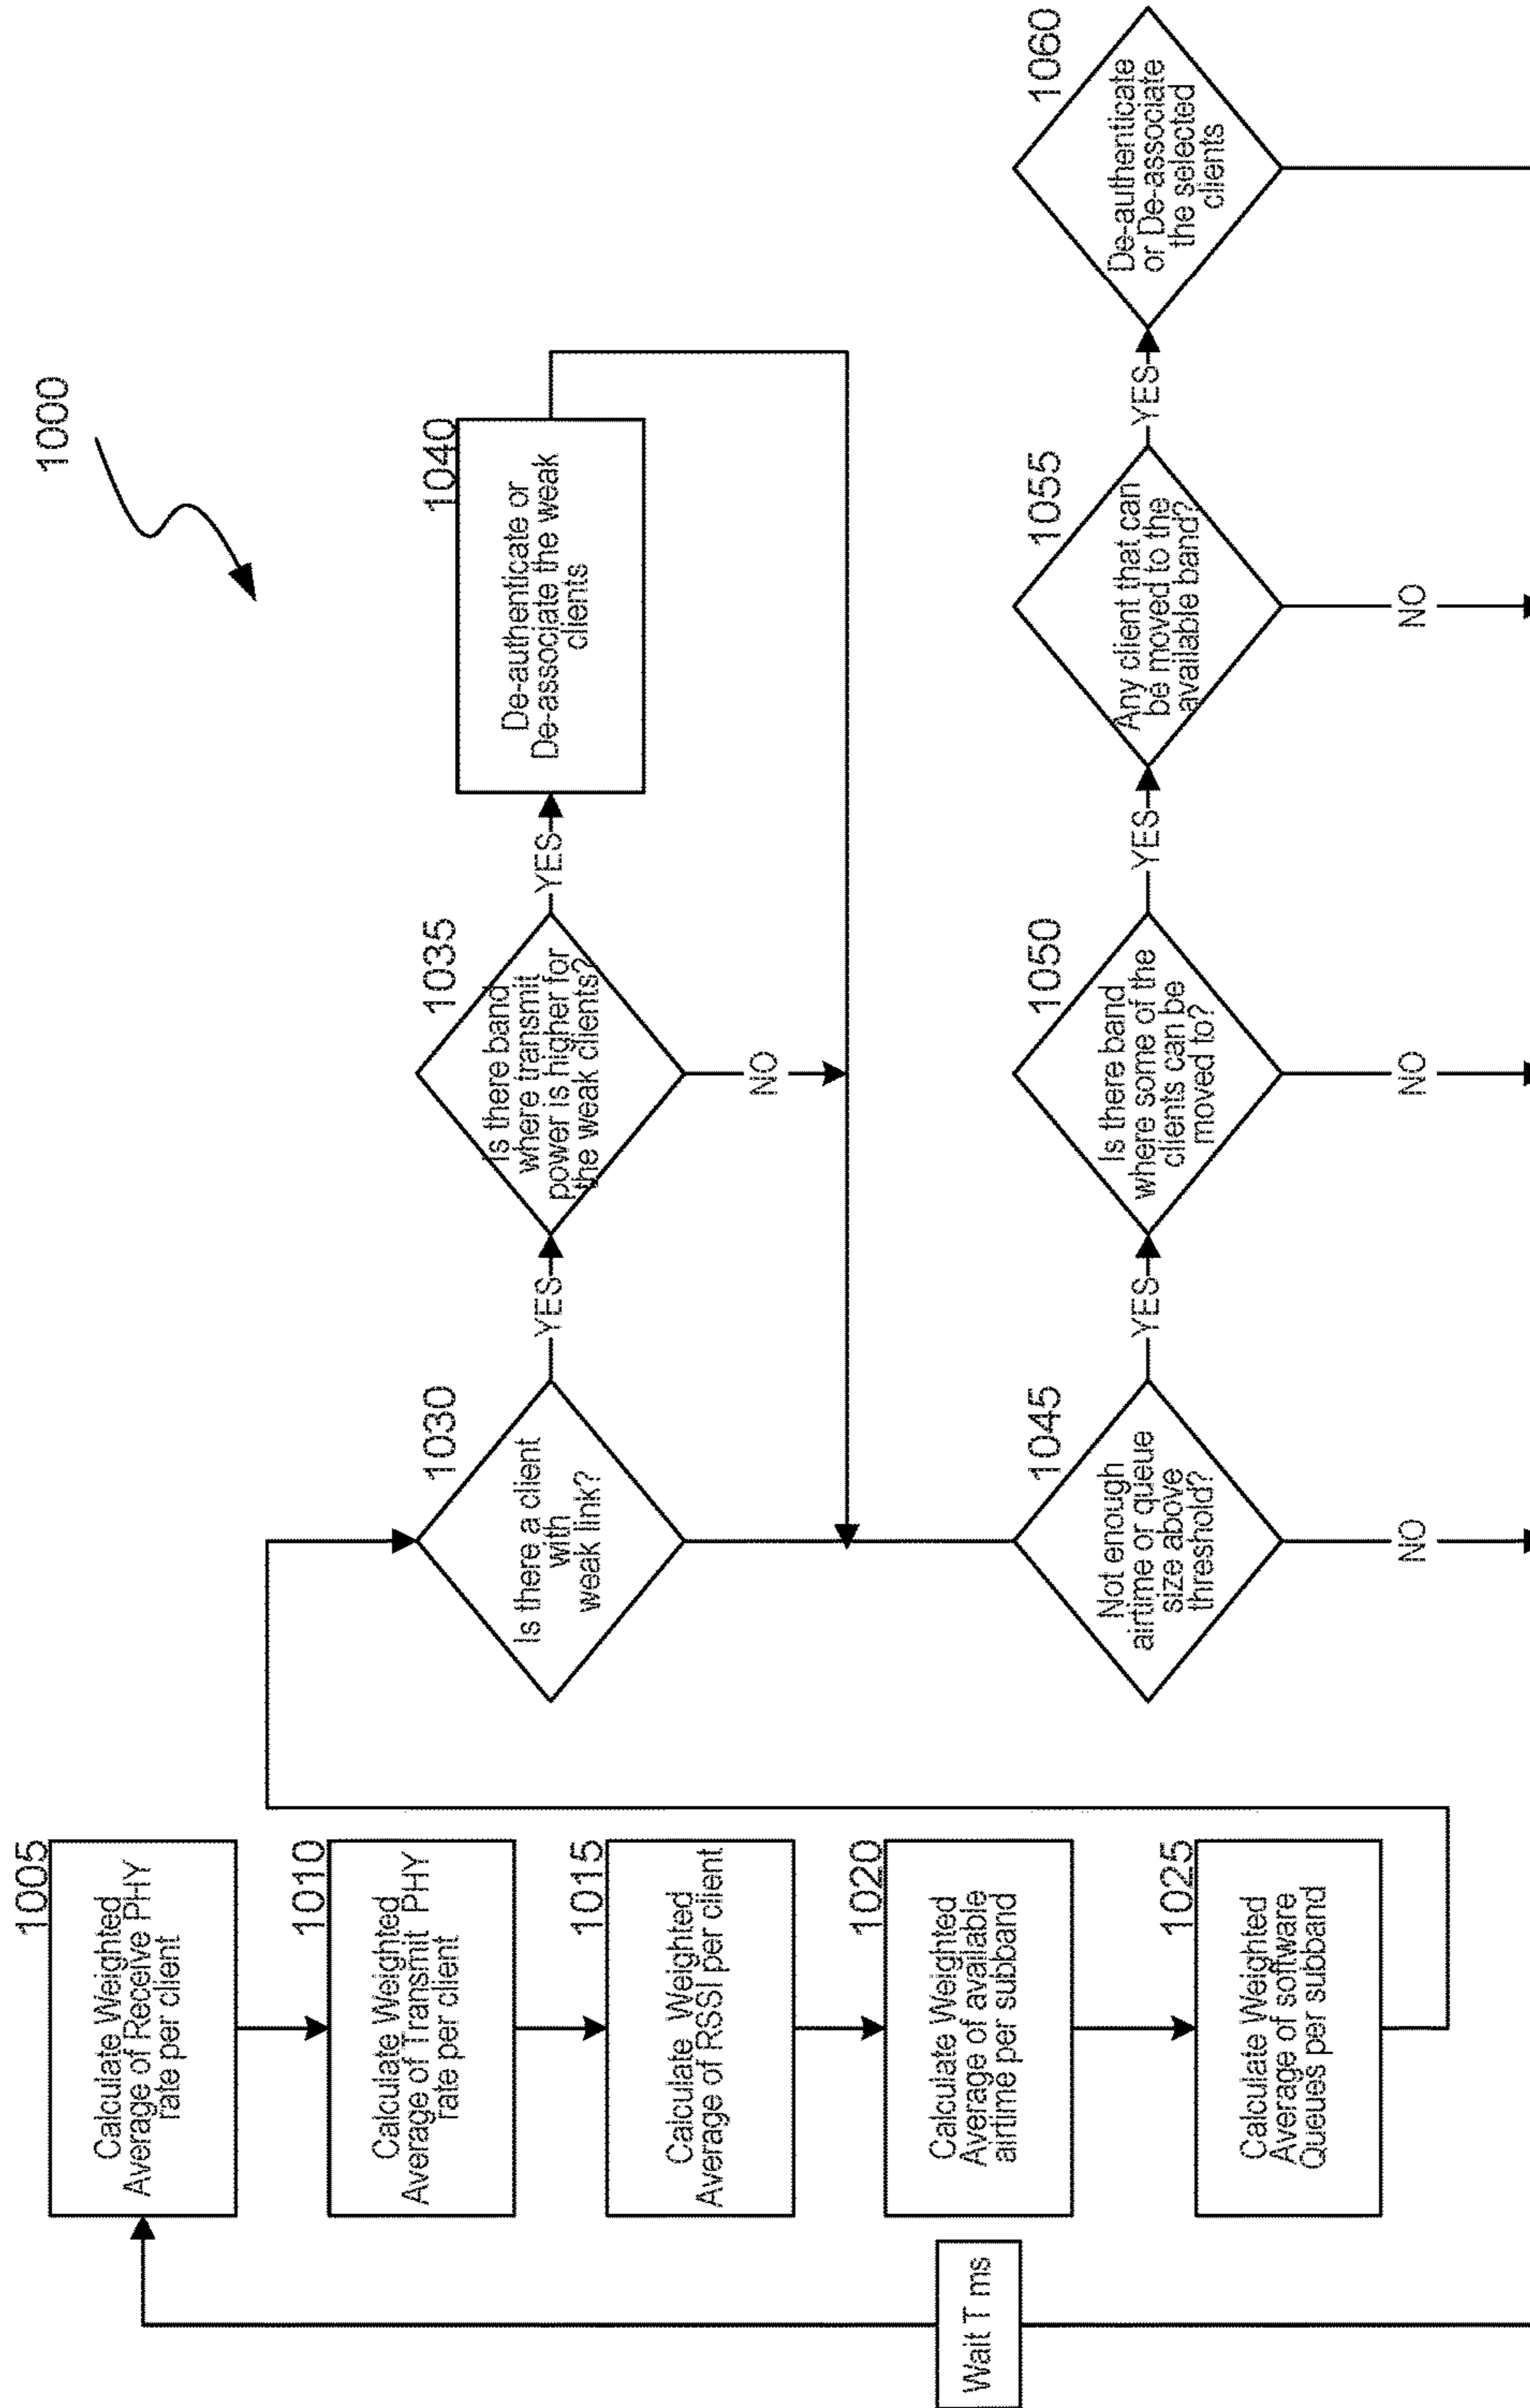 1000
1005
Calculate Weighted
Average of Receive PHY
rate per client
1010
Calculate Weighted
Average of Transmit PHY
rate per client
1015
Calculate Weighted
Average of RSSI per client
1020
Calculate Weighted
Average of available
airtime per subband
1025
Calculate Weighted
Average of software
Queues per subband
Wait T ms
1030
Is there a client
with
weak link?
YES
1035
Is there band
where transmit
power is higher for
the weak clients?
YES
NO
1040
De-authenticate or
De-associate the weak
clients
1045
Not enough
airtime or queue
size above
threshold?
YES
NO
1050
Is there band
where some of the
clients can be
moved to?
YES
NO
1055
Any client that can
be moved to the
available band?
YES
NO
1060
De-authenticate
or De-associate
the selected
clients